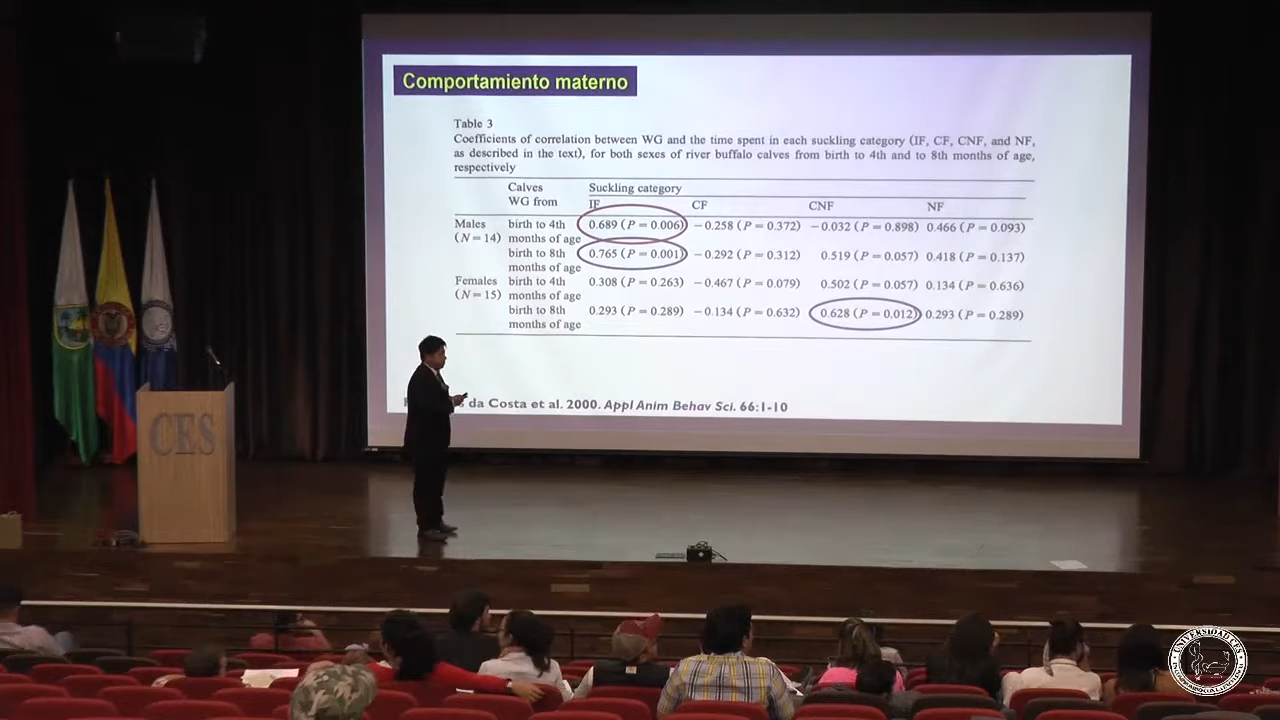 Comportamiento materno
Table 3
Coefficients of correlation between WG and the time spent in each suckling category (IF, CF, CNF, and NF,
as described in the text), for both sexes of river buffalo calves from birth to 4th and to 8th months of age,
respectively
Calves Suckling category
WG from IF CF CNF NF
Males birth to 4th 0.689 (P = 0.006) −0.258 (P = 0.372) −0.032 (P = 0.898) 0.466 (P = 0.093)
(N = 14) months of age
birth to 8th 0.765 (P = 0.001) −0.292 (P = 0.312) 0.519 (P = 0.057) 0.418 (P = 0.137)
months of age
Females birth to 4th 0.308 (P = 0.263) −0.467 (P = 0.079) 0.502 (P = 0.057) 0.134 (P = 0.636)
(N = 15) months of age
birth to 8th 0.293 (P = 0.289) −0.134 (P = 0.632) 0.628 (P = 0.012) 0.293 (P = 0.289)
months of age
da Costa et al. 2000. Appl Anim Behav Sci. 66:1-10
CES
UNIVERSIDAD CES